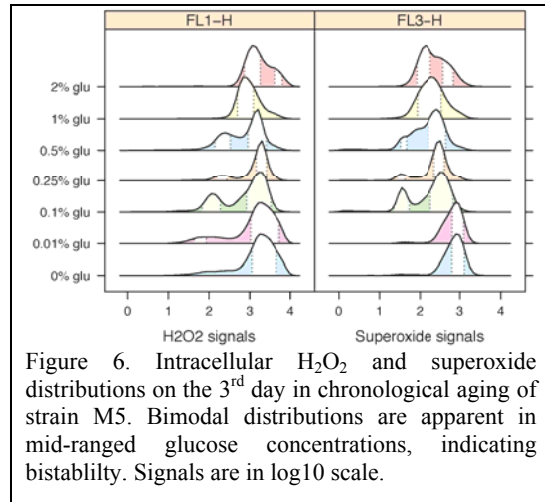 FL1-H FL3-H
2% glu
1% glu
0.5% glu
0.25% glu
0.1% glu
0.01% glu
0% glu
0 1 2 3 4 0 1 2 3 4
H2O2 signals Superoxide signals
Figure 6. Intracellular H₂O₂ and superoxide
distributions on the 3rd day in chronological aging of
strain M5. Bimodal distributions are apparent in
mid-ranged glucose concentrations, indicating
bistablilty. Signals are in log10 scale.